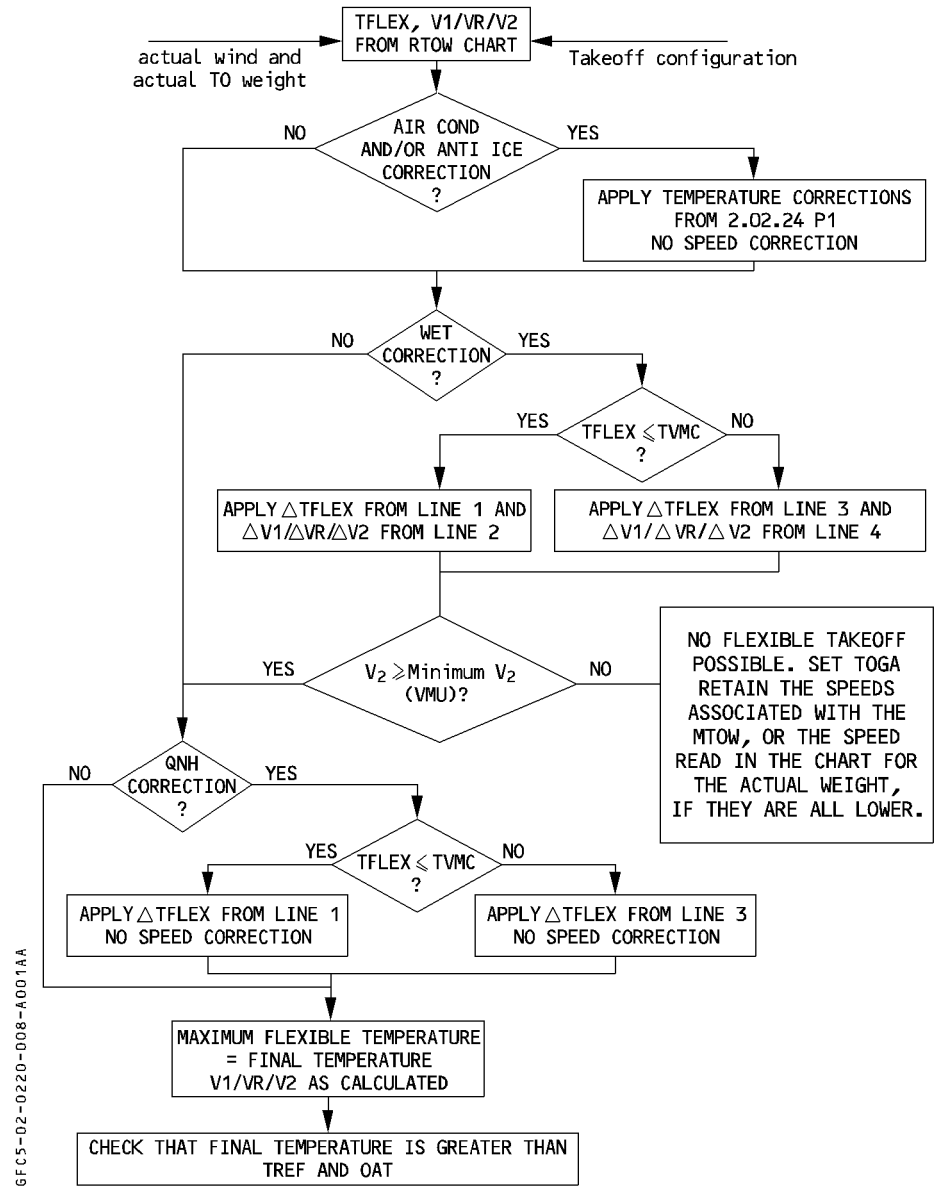 TFLEX, V1/VR/V2
FROM RTOW CHART
actual wind and
actual TO weight
Takeoff configuration
NO
AIR COND
AND/OR ANTI ICE
CORRECTION
?
YES
APPLY TEMPERATURE CORRECTIONS
FROM 2.02.24 P1
NO SPEED CORRECTION
NO
WET
CORRECTION
?
YES
YES
TFLEX ⩽TVMC
?
NO
APPLY △TFLEX FROM LINE 1 AND
△V1/△VR/△V2 FROM LINE 2
APPLY △TFLEX FROM LINE 3 AND
△V1/△VR/△V2 FROM LINE 4
YES
V₂ ⩾Minimum V₂
(VMU)?
NO
NO FLEXIBLE TAKEOFF
POSSIBLE. SET TOGA
RETAIN THE SPEEDS
ASSOCIATED WITH THE
MTOW, OR THE SPEED
READ IN THE CHART FOR
THE ACTUAL WEIGHT,
IF THEY ARE ALL LOWER.
NO
QNH
CORRECTION
?
YES
YES
TFLEX ⩽ TVMC
?
NO
APPLY △TFLEX FROM LINE 1
NO SPEED CORRECTION
APPLY △TFLEX FROM LINE 3
NO SPEED CORRECTION
MAXIMUM FLEXIBLE TEMPERATURE
= FINAL TEMPERATURE
V1/VR/V2 AS CALCULATED
CHECK THAT FINAL TEMPERATURE IS GREATER THAN
TREF AND OAT
GFC5-02-0220-008-A001AA